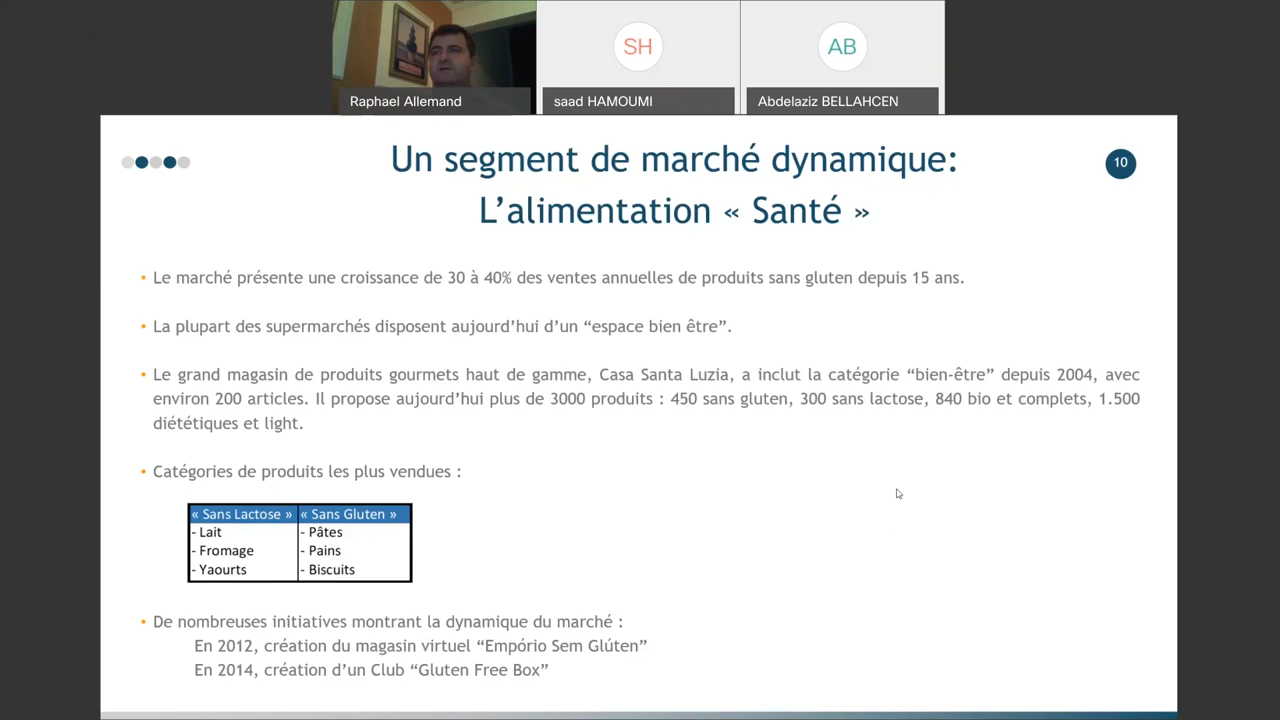 SH
AB
Raphael Allemand
saad HAMOUMI
Abdelaziz BELLAHCEN
Un segment de marché dynamique:
10
L’alimentation « Santé »
• Le marché présente une croissance de 30 à 40% des ventes annuelles de produits sans gluten depuis 15 ans.
• La plupart des supermarchés disposent aujourd’hui d’un “espace bien être”.
• Le grand magasin de produits gourmets haut de gamme, Casa Santa Luzia, a inclut la catégorie “bien-être” depuis 2004, avec
environ 200 articles. Il propose aujourd’hui plus de 3000 produits : 450 sans gluten, 300 sans lactose, 840 bio et complets, 1.500
diététiques et light.
• Catégories de produits les plus vendues :
« Sans Lactose » « Sans Gluten »
- Lait - Pâtes
- Fromage - Pains
- Yaourts - Biscuits
• De nombreuses initiatives montrant la dynamique du marché :
En 2012, création du magasin virtuel “Empório Sem Glúten”
En 2014, création d’un Club “Gluten Free Box”